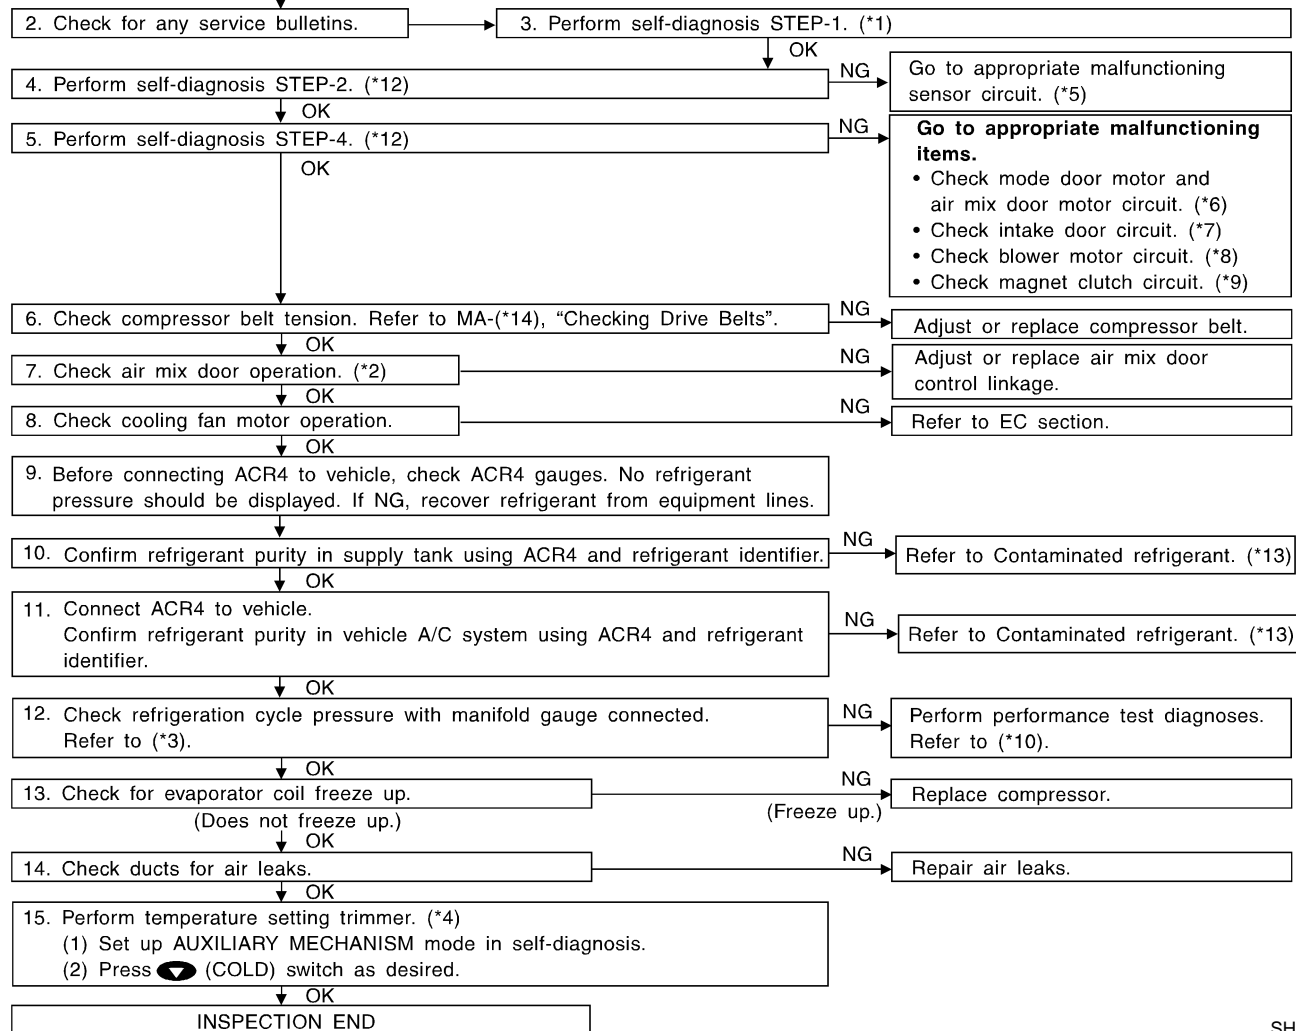 2. Check for any service bulletins.
3. Perform self-diagnosis STEP-1. (*1)
OK
4. Perform self-diagnosis STEP-2. (*12)
NG
Go to appropriate malfunctioning
sensor circuit. (*5)
OK
5. Perform self-diagnosis STEP-4. (*12)
NG
Go to appropriate malfunctioning
items.
• Check mode door motor and
air mix door motor circuit. (*6)
• Check intake door circuit. (*7)
• Check blower motor circuit. (*8)
• Check magnet clutch circuit. (*9)
OK
6. Check compressor belt tension. Refer to MA-(*14), “Checking Drive Belts”.
NG
Adjust or replace compressor belt.
OK
7. Check air mix door operation. (*2)
NG
Adjust or replace air mix door
control linkage.
OK
8. Check cooling fan motor operation.
NG
Refer to EC section.
OK
9. Before connecting ACR4 to vehicle, check ACR4 gauges. No refrigerant
pressure should be displayed. If NG, recover refrigerant from equipment lines.
10. Confirm refrigerant purity in supply tank using ACR4 and refrigerant identifier.
NG
Refer to Contaminated refrigerant. (*13)
OK
11. Connect ACR4 to vehicle.
Confirm refrigerant purity in vehicle A/C system using ACR4 and refrigerant
identifier.
NG
Refer to Contaminated refrigerant. (*13)
OK
12. Check refrigeration cycle pressure with manifold gauge connected.
Refer to (*3).
NG
Perform performance test diagnoses.
Refer to (*10).
OK
13. Check for evaporator coil freeze up.
NG
(Freeze up.)
Replace compressor.
(Does not freeze up.)
OK
14. Check ducts for air leaks.
NG
Repair air leaks.
OK
15. Perform temperature setting trimmer. (*4)
(1) Set up AUXILIARY MECHANISM mode in self-diagnosis.
(2) Press (COLD) switch as desired.
OK
INSPECTION END
SH